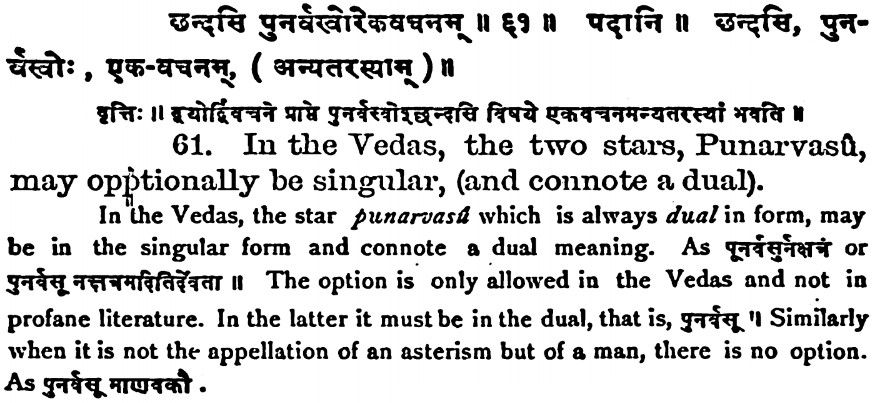 छन्दसि पुनर्वस्वोरेकवचनम् ॥ ६१ ॥ पदानि ॥ छन्दसि, पुन-
र्वस्वोः, एक-वचनम्, ( अन्यतरस्याम् ) ॥
वृत्तिः ॥ द्वयोर्द्विवचने प्राप्ते पुनर्वस्वोश्छन्दसि विषये एकवचनमन्यतरस्यां भवति ॥
61. In the Vedas, the two stars, Punarvasû,
may opptionally be singular, (and connote a dual).
In the Vedas, the star punarvasû which is always dual in form, may
be in the singular form and connote a dual meaning. As पूनर्वसुर्नक्षत्रं or
पुनर्वसू नक्षत्रमदितिर्देवता ॥ The option is only allowed in the Vedas and not in
profane literature. In the latter it must be in the dual, that is, पुनर्वसू ॥ Similarly
when it is not the appellation of an asterism but of a man, there is no option.
As पुनर्वसू माणवकौ .